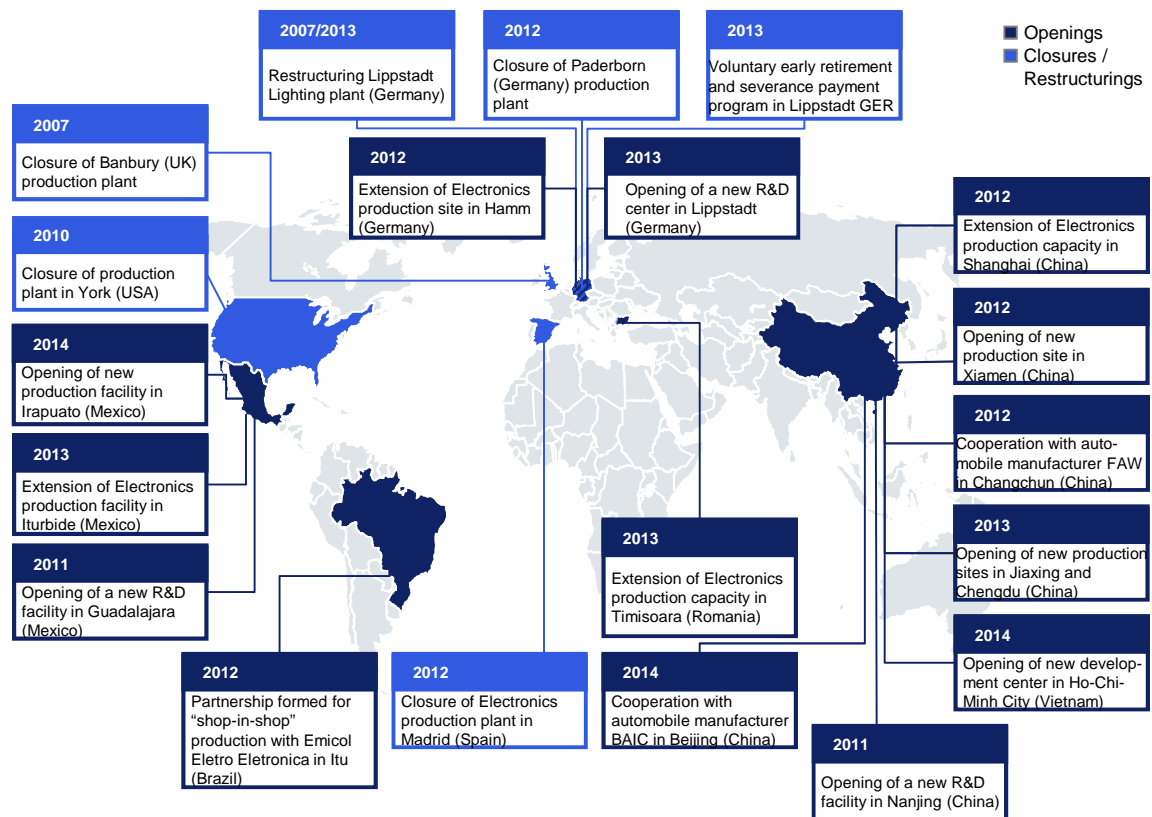 2007/2013
Restructuring Lippstadt
Lighting plant (Germany)
2012
Closure of Paderborn
(Germany) production
plant
2013
Voluntary early retirement
and severance payment
program in Lippstadt GER
Openings
Closures /
Restructurings
2007
Closure of Banbury (UK)
production plant
2012
Extension of Electronics
production site in Hamm
(Germany)
2013
Opening of a new R&D
center in Lippstadt
(Germany)
2012
Extension of Electronics
production capacity in
Shanghai (China)
2010
Closure of production
plant in York (USA)
2012
Opening of new
production site in
Xiamen (China)
2014
Opening of new
production facility in
Irapuato (Mexico)
2012
Cooperation with auto-
mobile manufacturer FAW
in Changchun (China)
2013
Extension of Electronics
production facility in
Iturbide (Mexico)
2013
Opening of new production
sites in Jiaxing and
Chengdu (China)
2013
Extension of Electronics
production capacity in
Timisoara (Romania)
2011
Opening of a new R&D
facility in Guadalajara
(Mexico)
2014
Opening of new develop-
ment center in Ho-Chi-
Minh City (Vietnam)
2012
Partnership formed for
“shop-in-shop”
production with Emicol
Eletro Eletronica in Itu
(Brazil)
2012
Closure of Electronics
production plant in
Madrid (Spain)
2014
Cooperation with
automobile manufacturer
BAIC in Beijing (China)
2011
Opening of a new R&D
facility in Nanjing (China)